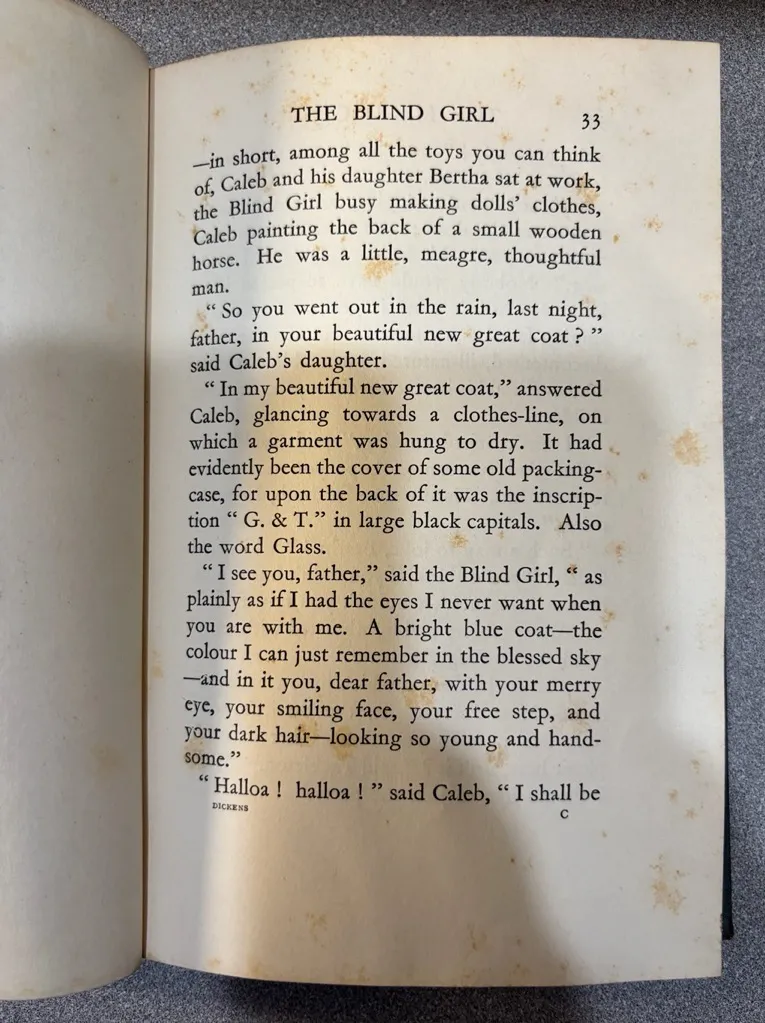 THE BLIND GIRL 33
—in short, among all the toys you can think
of, Caleb and his daughter Bertha sat at work,
the Blind Girl busy making dolls’ clothes,
Caleb painting the back of a small wooden
horse. He was a little, meagre, thoughtful
man.
“ So you went out in the rain, last night,
father, in your beautiful new great coat ? ”
said Caleb’s daughter.
“ In my beautiful new great coat,” answered
Caleb, glancing towards a clothes-line, on
which a garment was hung to dry. It had
evidently been the cover of some old packing-
case, for upon the back of it was the inscrip-
tion “ G. & T.” in large black capitals. Also
the word Glass.
“ I see you, father,” said the Blind Girl, “ as
plainly as if I had the eyes I never want when
you are with me. A bright blue coat—the
colour I can just remember in the blessed sky
—and in it you, dear father, with your merry
eye, your smiling face, your free step, and
your dark hair—looking so young and hand-
some.”
“ Halloa ! halloa ! ” said Caleb, “ I shall be
DICKENS C